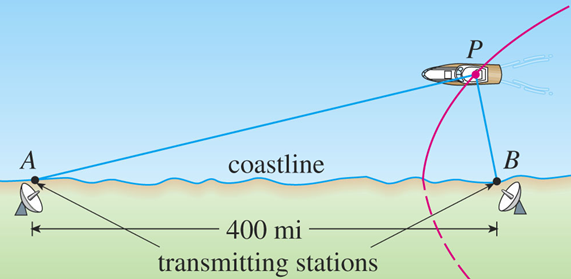 P
A
coastline
B
400 mi
transmitting stations